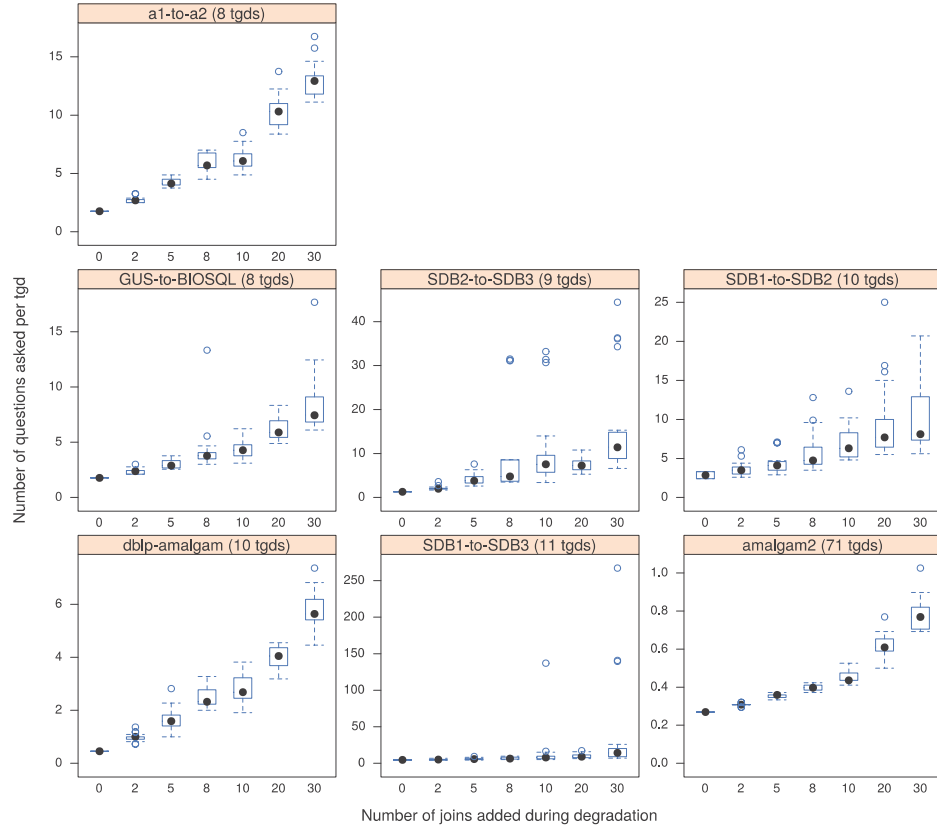 a1-to-a2 (8 tgds)
15
10
5
0
0 2 5 8 10 20 30
Number of questions asked per tgd
GUS-to-BIOSQL (8 tgds)
15
10
5
0
0 2 5 8 10 20 30
SDB2-to-SDB3 (9 tgds)
40
30
20
10
0
0 2 5 8 10 20 30
SDB1-to-SDB2 (10 tgds)
25
20
15
10
5
0
0 2 5 8 10 20 30
dblp-amalgam (10 tgds)
6
4
2
0
0 2 5 8 10 20 30
SDB1-to-SDB3 (11 tgds)
250
200
150
100
50
0
0 2 5 8 10 20 30
amalgam2 (71 tgds)
1,0
0,8
0,6
0,4
0,2
0,0
0 2 5 8 10 20 30
Number of joins added during degradation